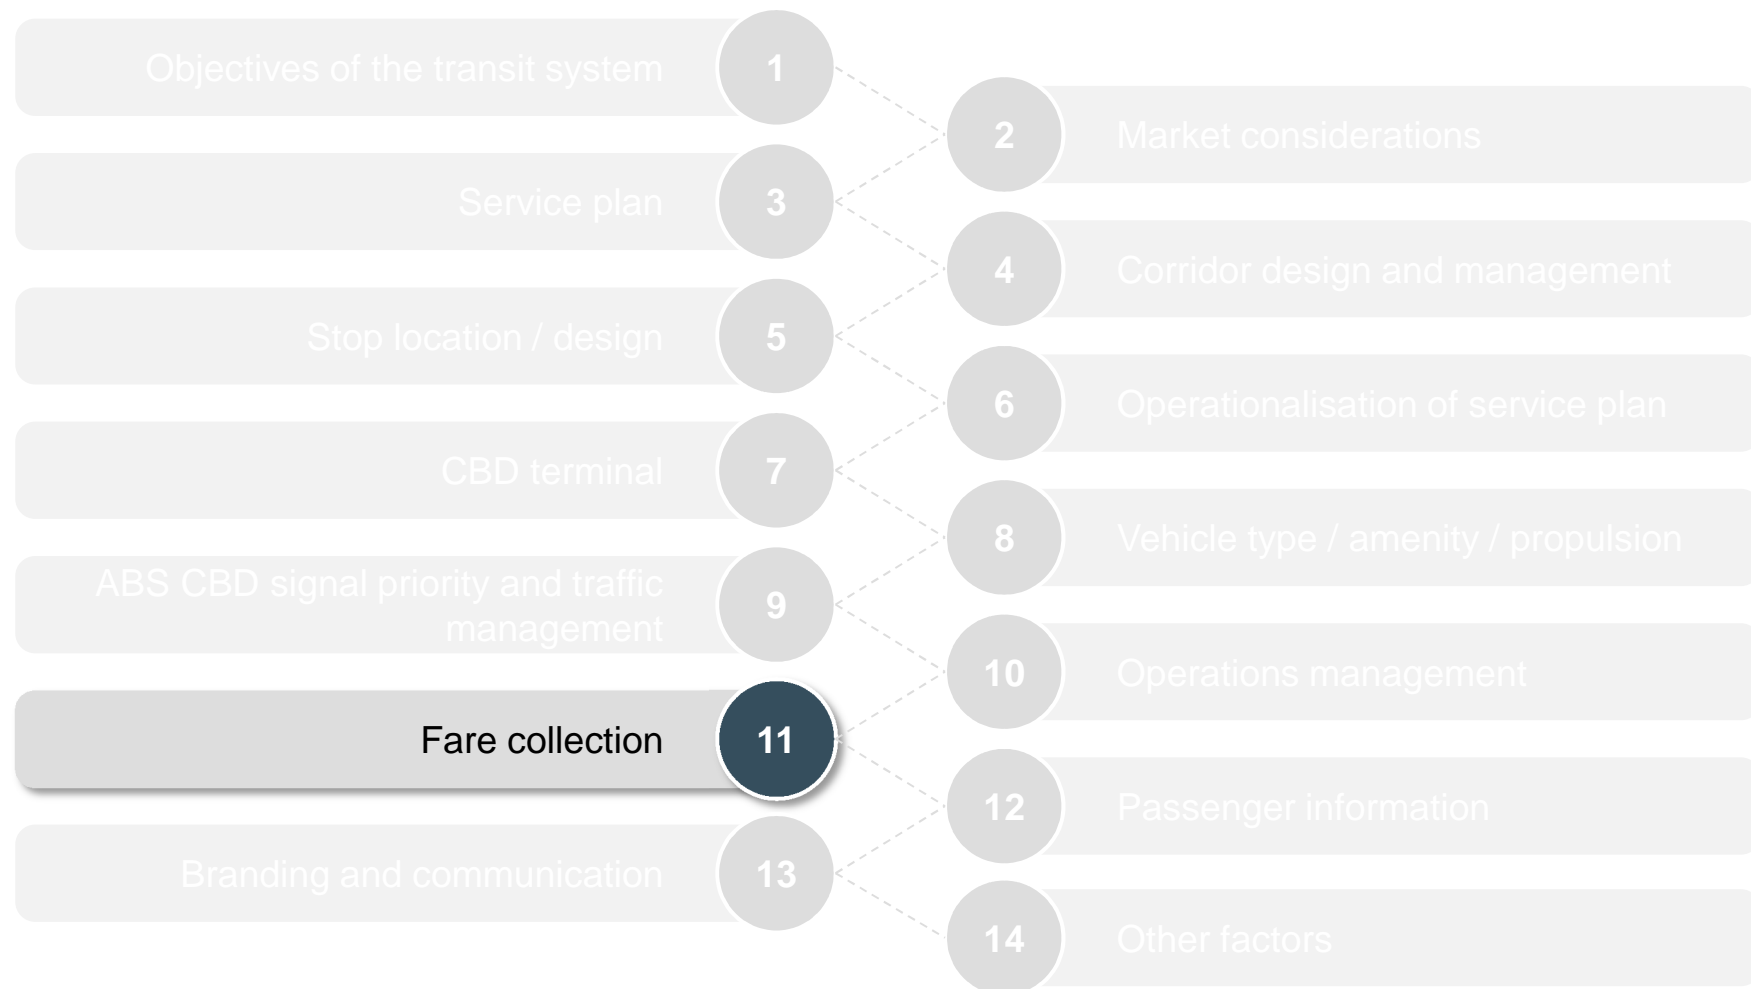 Objectives of the transit system
1
2
Market considerations
Service plan
3
4
Corridor design and management
Stop location / design
5
6
Operationalisation of service plan
CBD terminal
7
8
Vehicle type / amenity / propulsion
ABS CBD signal priority and traffic
management
9
10
Operations management
Fare collection
11
12
Passenger information
Branding and communication
13
14
Other factors